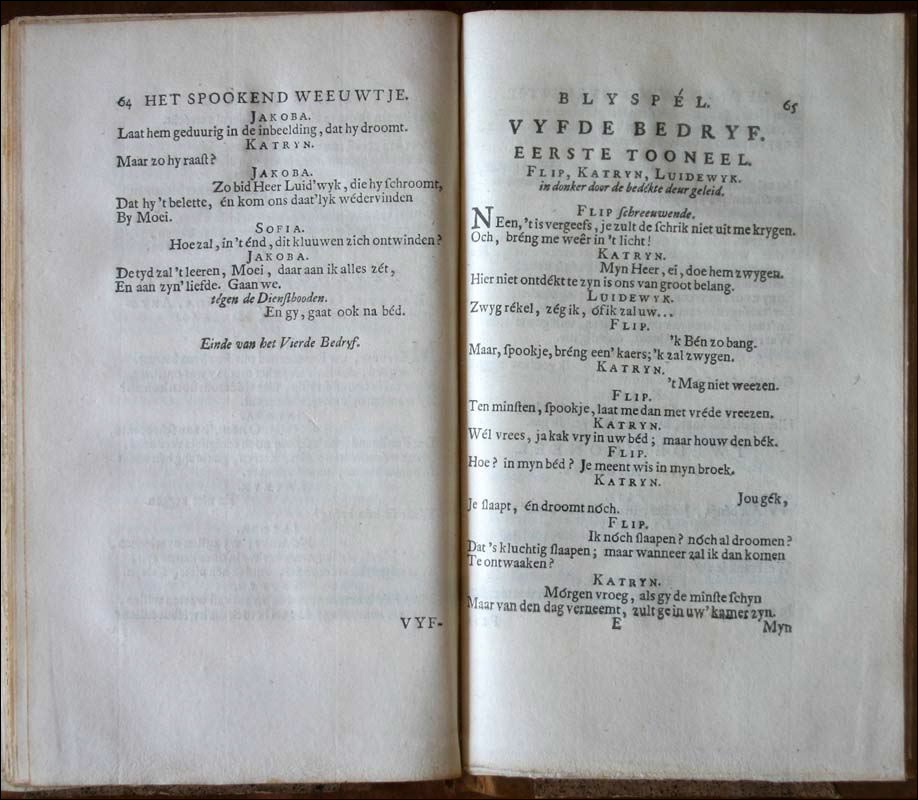 64 HET SPOOKEND WEEUWTJE.
JAKOBA.
Laat hem geduurig in de inbeelding, dat hy droomt.
KATRYN.
Maar zo hy raaſt?
JAKOBA.
Zo bid Heer Luid'wyk, die hy ſchroomt,
Dat hy 't belette, én kom ons daat'lyk wédervinden
By Moei.
SOFIA.
Hoe zal, in 't énd, dit kluuwen zich ontwinden?
JAKOBA.
De tyd zal 't leeren, Moei, daar aan ik alles zét,
En aan zyn' liefde. Gaan we.
tégen de Dienſtbooden.
En gy, gaat ook na béd.
Einde van het Vierde Bedryf.
VYF-
BLYSPÉL. 65
VYFDE BEDRYF.
EERSTE TOONEEL.
FLIP, KATRYN, LUIDEWYK.
in donker door de bedékte deur geleid.
FLIP ſchreeuwende.
NEen, 't is vergeefs, je zult de ſchrik niet uit me krygen.
Och, bréng me weêr in 't licht!
KATRYN.
Myn Heer, ei, doe hem zwygen.
Hier niet ontdékt te zyn is ons van groot belang.
LUIDEWYK.
Zwyg rékel, zég ik, óf ik zal uw...
FLIP.
'k Bén zo bang.
Maar, ſpookje, bréng een' kaers; 'k zal zwygen.
KATRYN.
't Mag niet weezen.
FLIP.
Ten minſten, ſpookje, laat me dan met vréde vreezen.
KATRYN.
Wél vrees, ja kak vry in uw béd; maar houw den bék.
FLIP.
Hoe? in myn béd? Je meent wis in myn broek.
KATRYN.
Jou gék,
Je ſlaapt, én droomt nóch.
FLIP.
Ik nóch ſlaapen? nóch al droomen?
Dat 's kluchtig ſlaapen; maar wanneer zal ik dan komen
Te ontwaaken?
KATRYN.
Mórgen vroeg, als gy de minſte ſchyn
Maar van den dag verneemt, zult ge in uw' kamer zyn.
E Myn